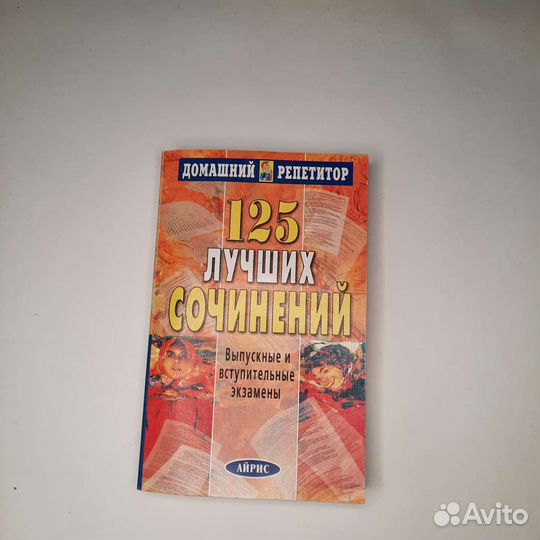 ДОМАШНИЙ РЕПЕТИТОР
125
ЛУЧШИХ
СОЧИНЕНИЙ
Выпускные и
вступительные
экзамены
АЙРИС
Avito